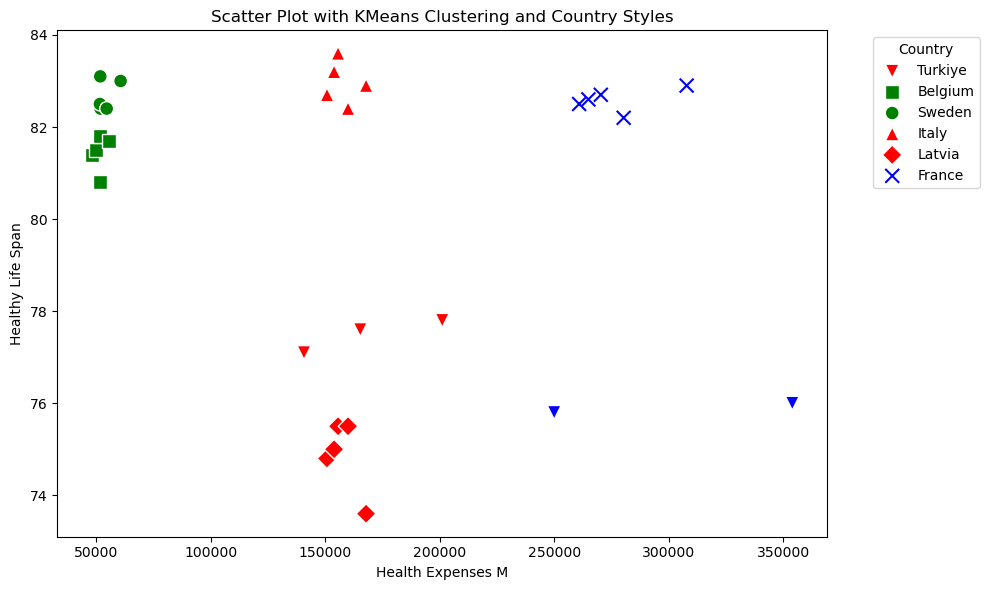 Scatter Plot with KMeans Clustering and Country Styles
84
82
80
78
76
74
Healthy Life Span
50000
100000
150000
200000
250000
300000
350000
Health Expenses M
Country
Turkiye
Belgium
Sweden
Italy
Latvia
France